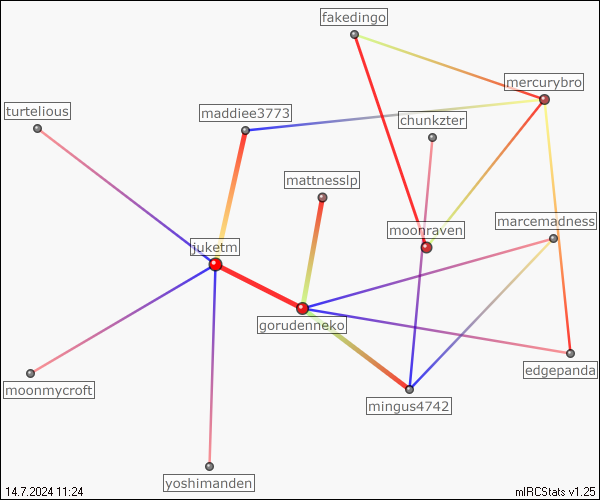 fakedingo
mercurybro
turtelious
maddiee3773
chunkzter
mattnesslp
marcemadness
moonraven
juketm
gorudenneko
edgepanda
moonmycroft
mingus4742
yoshimanden
14.7.2024 11:24
mIRCStats v1.25